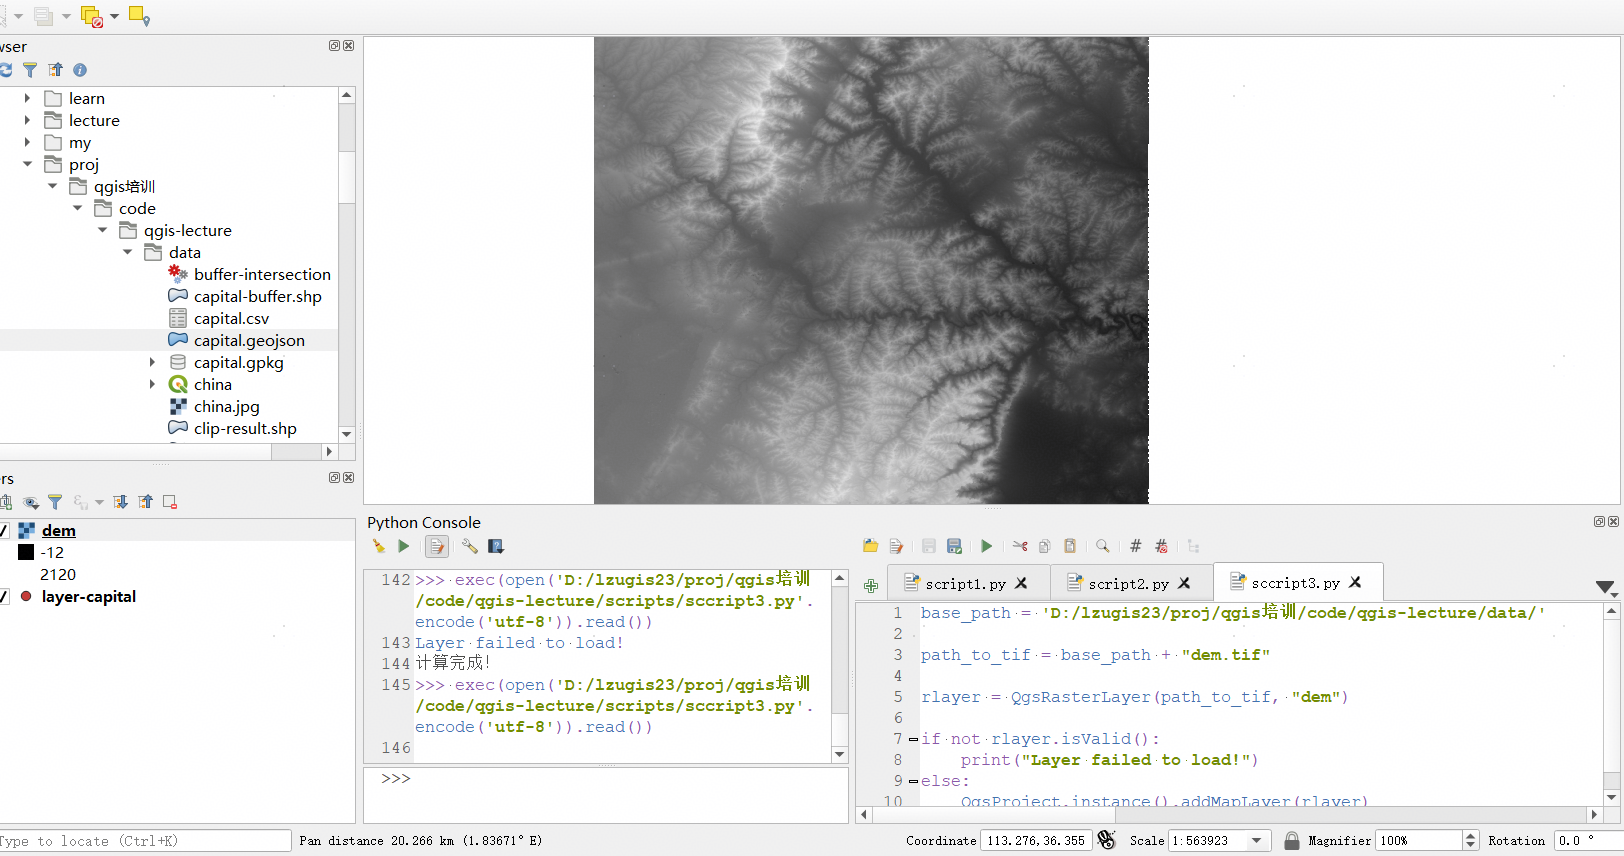 wser
learn
lecture
my
proj
qgis培训
code
qgis-lecture
data
buffer-intersection
capital-buffer.shp
capital.csv
capital.geojson
capital.gpkg
china
china.jpg
clip-result.shp
rs
dem
-12
2120
layer-capital
Python Console
142 >>> exec(open('D:/lzugis23/proj/qgis培训
/code/qgis-lecture/scripts/sccript3.py'.
encode('utf-8')).read())
143 Layer failed to load!
144 计算完成!
145 >>> exec(open('D:/lzugis23/proj/qgis培训
/code/qgis-lecture/scripts/sccript3.py'.
encode('utf-8')).read())
146
>>>
script1.py
script2.py
sccript3.py
1 base_path = 'D:/lzugis23/proj/qgis培训/code/qgis-lecture/data/'
2
3 path_to_tif = base_path + "dem.tif"
4
5 rlayer = QgsRasterLayer(path_to_tif, "dem")
6
7 if not rlayer.isValid():
8 print("Layer failed to load!")
9 else:
10 QgsProject.instance().addMapLayer(rlayer)
Type to locate (Ctrl+K)
Pan distance 20.266 km (1.83671° E)
Coordinate 113.276,36.355
Scale 1:563923
Magnifier 100%
Rotation 0.0 °